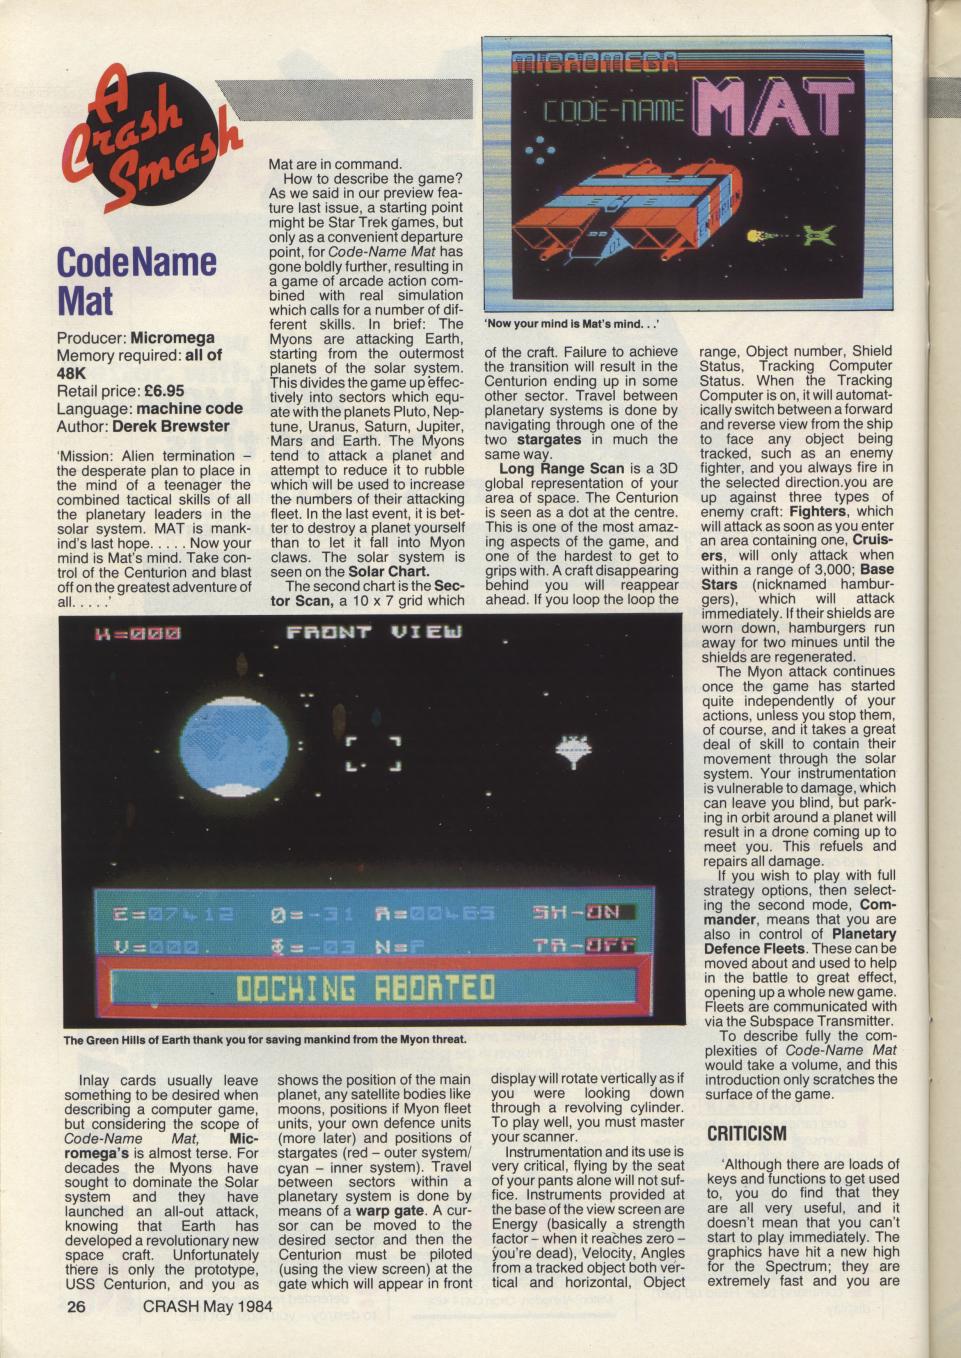 A
Crash
Smash
Code Name
Mat
Producer: Micromega
Memory required: all of
48K
Retail price: £6.95
Language: machine code
Author: Derek Brewster
'Mission: Alien termination –
the desperate plan to place in
the mind of a teenager the
combined tactical skills of all
the planetary leaders in the
solar system. MAT is mank-
ind's last hope. . . . . Now your
mind is Mat's mind. Take con-
trol of the Centurion and blast
off on the greatest adventure of
all. . . . .'
Inlay cards usually leave
something to be desired when
describing a computer game,
but considering the scope of
Code-Name Mat, Mic-
romega's is almost terse. For
decades the Myons have
sought to dominate the Solar
system and they have
launched an all-out attack,
knowing that Earth has
developed a revolutionary new
space craft. Unfortunately
there is only the prototype,
USS Centurion, and you as
Mat are in command.
How to describe the game?
As we said in our preview fea-
ture last issue, a starting point
might be Star Trek games, but
only as a convenient departure
point, for Code-Name Mat has
gone boldly further, resulting in
a game of arcade action com-
bined with real simulation
which calls for a number of dif-
ferent skills. In brief: The
Myons are attacking Earth,
starting from the outermost
planets of the solar system.
This divides the game up effec-
tively into sectors which equ-
ate with the planets Pluto, Nep-
tune, Uranus, Saturn, Jupiter,
Mars and Earth. The Myons
tend to attack a planet and
attempt to reduce it to rubble
which will be used to increase
the numbers of their attacking
fleet. In the last event, it is bet-
ter to destroy a planet yourself
than to let it fall into Myon
claws. The solar system is
seen on the Solar Chart.
The second chart is the Sec-
tor Scan, a 10 x 7 grid which
shows the position of the main
planet, any satellite bodies like
moons, positions if Myon fleet
units, your own defence units
(more later) and positions of
stargates (red – outer system/
cyan – inner system). Travel
between sectors within a
planetary system is done by
means of a warp gate. A cur-
sor can be moved to the
desired sector and then the
Centurion must be piloted
(using the view screen) at the
gate which will appear in front
MICROMEGA
CODE-NAME MAT
CENTURION
01
'Now your mind is Mat's mind. . .'
of the craft. Failure to achieve
the transition will result in the
Centurion ending up in some
other sector. Travel between
planetary systems is done by
navigating through one of the
two stargates in much the
same way.
Long Range Scan is a 3D
global representation of your
area of space. The Centurion
is seen as a dot at the centre.
This is one of the most amaz-
ing aspects of the game, and
one of the hardest to get to
grips with. A craft disappearing
behind you will reappear
ahead. If you loop the loop the
display will rotate vertically as if
you were looking down
through a revolving cylinder.
To play well, you must master
your scanner.
Instrumentation and its use is
very critical, flying by the seat
of your pants alone will not suf-
fice. Instruments provided at
the base of the view screen are
Energy (basically a strength
factor – when it reaches zero –
you're dead), Velocity, Angles
from a tracked object both ver-
tical and horizontal, Object
range, Object number, Shield
Status, Tracking Computer
Status. When the Tracking
Computer is on, it will automat-
ically switch between a forward
and reverse view from the ship
to face any object being
tracked, such as an enemy
fighter, and you always fire in
the selected direction.you are
up against three types of
enemy craft: Fighters, which
will attack as soon as you enter
an area containing one, Cruis-
ers, will only attack when
within a range of 3,000; Base
Stars (nicknamed hambur-
gers), which will attack
immediately. If their shields are
worn down, hamburgers run
away for two minues until the
shields are regenerated.
The Myon attack continues
once the game has started
quite independently of your
actions, unless you stop them,
of course, and it takes a great
deal of skill to contain their
movement through the solar
system. Your instrumentation
is vulnerable to damage, which
can leave you blind, but park-
ing in orbit around a planet will
result in a drone coming up to
meet you. This refuels and
repairs all damage.
If you wish to play with full
strategy options, then select-
ing the second mode, Com-
mander, means that you are
also in control of Planetary
Defence Fleets. These can be
moved about and used to help
in the battle to great effect,
opening up a whole new game.
Fleets are communicated with
via the Subspace Transmitter.
To describe fully the com-
plexities of Code-Name Mat
would take a volume, and this
introduction only scratches the
surface of the game.
CRITICISM
'Although there are loads of
keys and functions to get used
to, you do find that they
are all very useful, and it
doesn't mean that you can't
start to play immediately. The
graphics have hit a new high
for the Spectrum; they are
extremely fast and you are
K=000 FRONT VIEW
E=07412 θ=-31 R=00465 SH-ON
V=000. Φ=-03 N=P TR-OFF
DOCKING ABORTED
The Green Hills of Earth thank you for saving mankind from the Myon threat.
26 CRASH May 1984